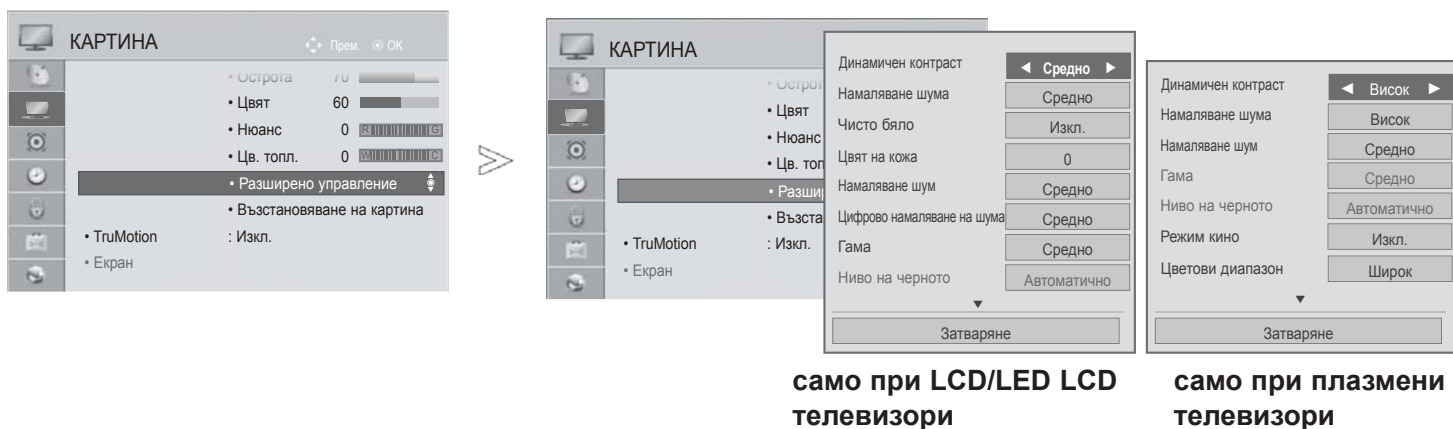 КАРТИНА
Прем. OK
• Острота 70
• Цвят 60
• Нюанс 0 R G
• Цв. топл. 0 W C
• Разширено управление
• Възстановяване на картина
• TruMotion : Изкл.
• Екран
КАРТИНА
• Цвят
• Нюанс
• TruMotion : Изкл.
• Екран
Динамичен контраст ◄ Средно ►
Намаляване шума Средно
Чисто бяло Изкл.
Цвят на кожа 0
Намаляване шум Средно
Цифрово намаляване на шума Средно
Гама Средно
Ниво на черното Автоматично
▼
Затваряне
Динамичен контраст ◄ Висок ►
Намаляване шума Висок
Намаляване шум Средно
Гама Средно
Ниво на черното Автоматично
Режим кино Изкл.
Цветови диапазон Широк
▼
Затваряне
само при LCD/LED LCD
телевизори
само при плазмени
телевизори